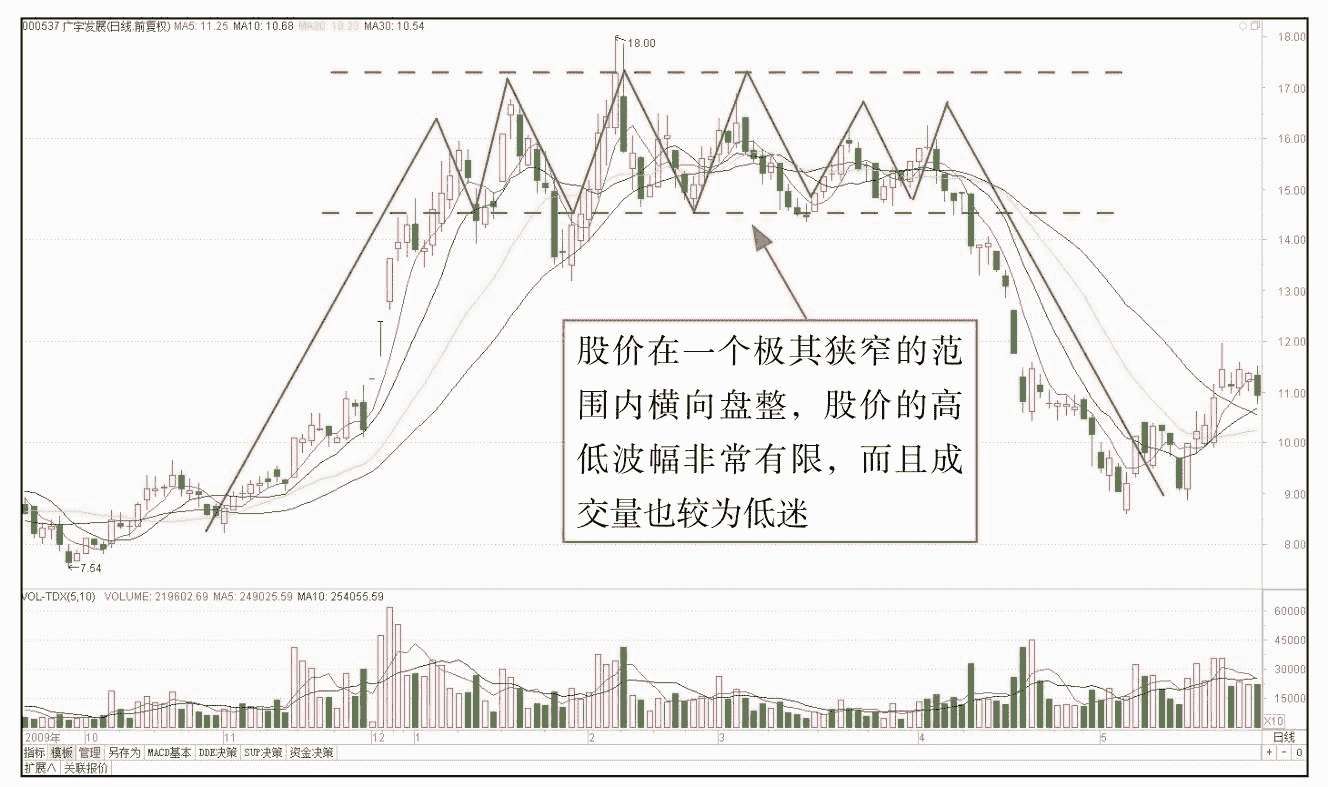 000537 广宇发展(日线.前复权) MA5: 11.25 MA10: 10.68 MA30: 10.54
18.00
18.00
17.00
16.00
15.00
14.00
13.00
12.00
11.00
10.00
9.00
8.00
股价在一个极其狭窄的范
围内横向盘整，股价的高
低波幅非常有限，而且成
交量也较为低迷
7.54
VOL-TDX(5,10) VOLUME: 219602.69 MA5: 249025.59 MA10: 254055.59
60000
45000
30000
15000
X10
2009年 10 11 12 1 2 3 4 5 日线
指标 模板 管理 另存为 MACD基本 DDE决策 SUP决策 资金决策 + - 0
扩展∧ 关联报价